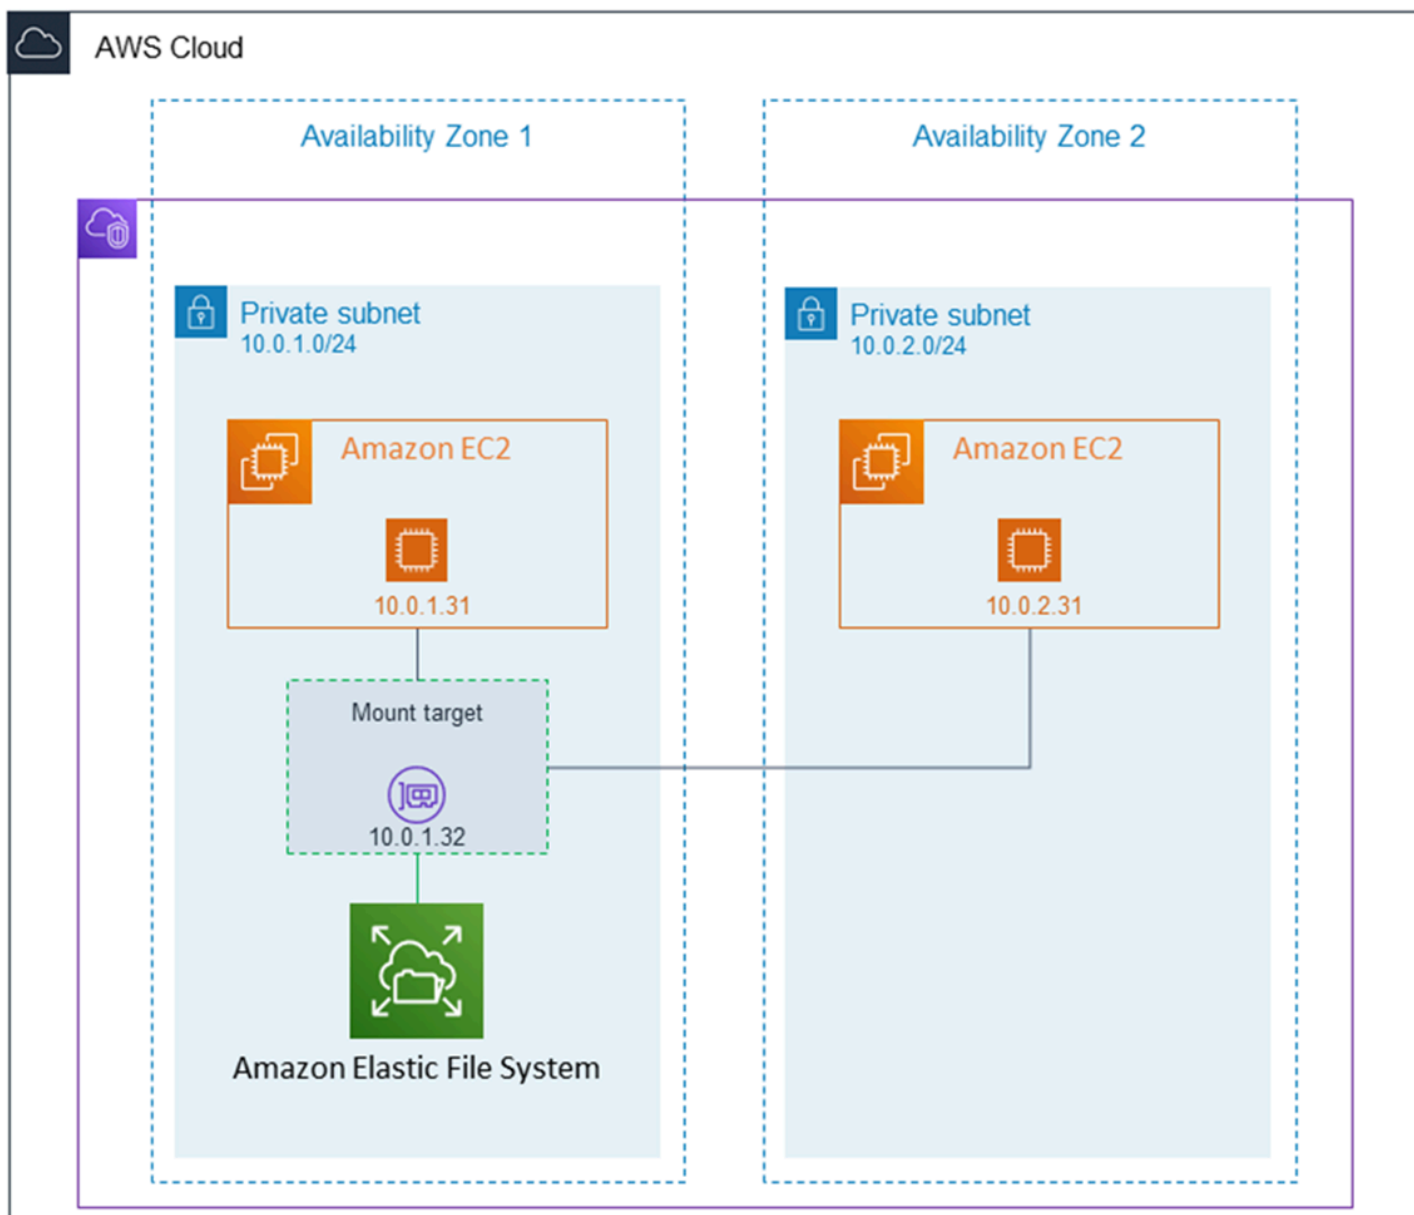 AWS Cloud
Availability Zone 1
Availability Zone 2
Private subnet
10.0.1.0/24
Private subnet
10.0.2.0/24
Amazon EC2
10.0.1.31
Amazon EC2
10.0.2.31
Mount target
10.0.1.32
Amazon Elastic File System